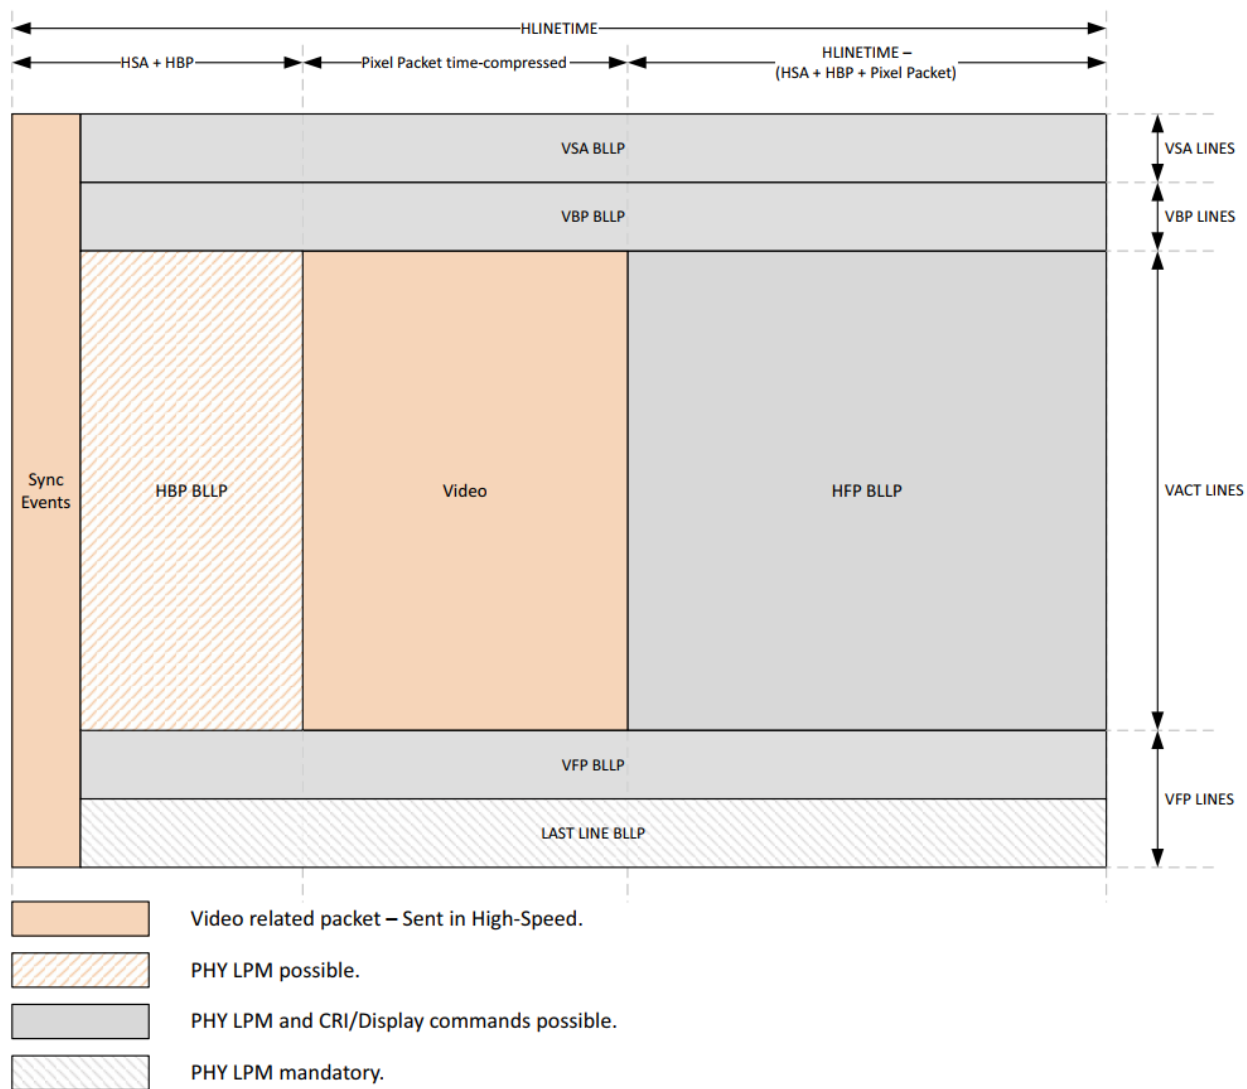 HLINETIME
HSA + HBP
Pixel Packet time-compressed
HLINETIME –
(HSA + HBP + Pixel Packet)
VSA BLLP
VSA LINES
VBP BLLP
VBP LINES
Sync
Events
HBP BLLP
Video
HFP BLLP
VACT LINES
VFP BLLP
VFP LINES
LAST LINE BLLP
Video related packet – Sent in High-Speed.
PHY LPM possible.
PHY LPM and CRI/Display commands possible.
PHY LPM mandatory.